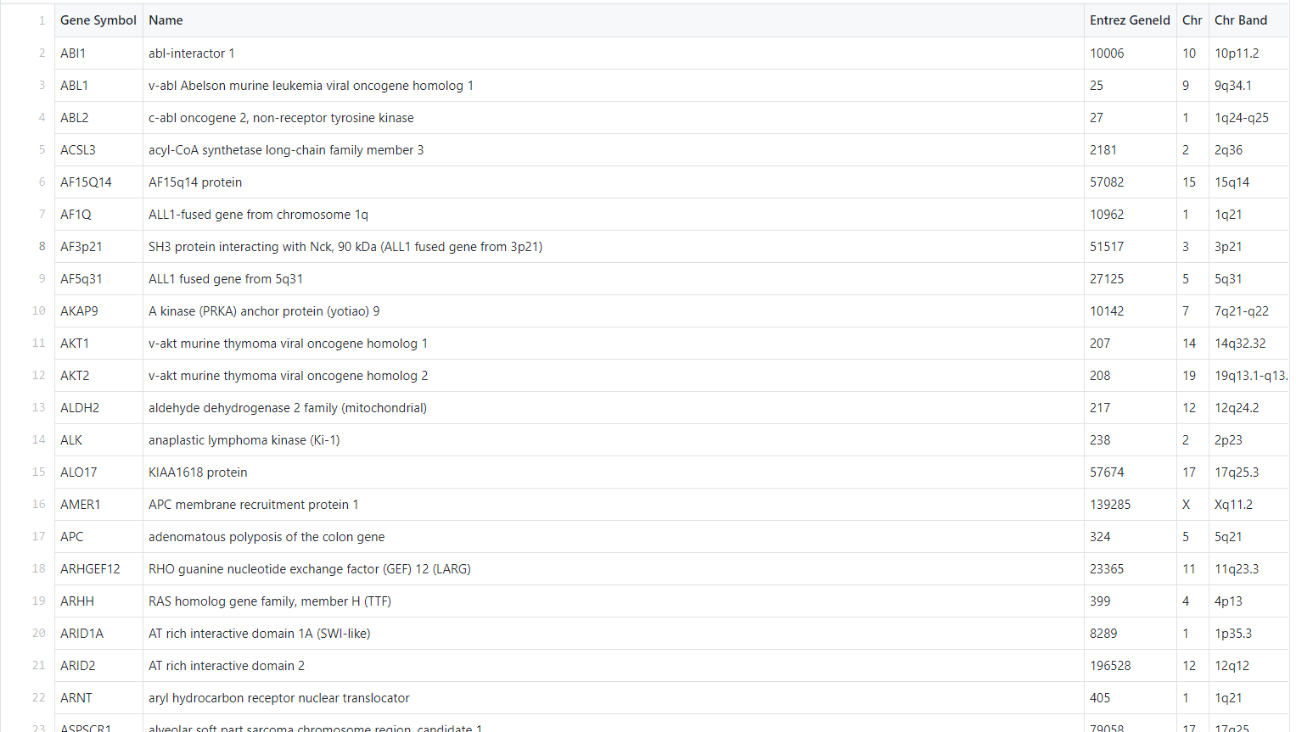 1 Gene Symbol Name Entrez GeneId Chr Chr Band
2 ABI1 abl-interactor 1 10006 10 10p11.2
3 ABL1 v-abl Abelson murine leukemia viral oncogene homolog 1 25 9 9q34.1
4 ABL2 c-abl oncogene 2, non-receptor tyrosine kinase 27 1 1q24-q25
5 ACSL3 acyl-CoA synthetase long-chain family member 3 2181 2 2q36
6 AF15Q14 AF15q14 protein 57082 15 15q14
7 AF1Q ALL1-fused gene from chromosome 1q 10962 1 1q21
8 AF3p21 SH3 protein interacting with Nck, 90 kDa (ALL1 fused gene from 3p21) 51517 3 3p21
9 AF5q31 ALL1 fused gene from 5q31 27125 5 5q31
10 AKAP9 A kinase (PRKA) anchor protein (yotiao) 9 10142 7 7q21-q22
11 AKT1 v-akt murine thymoma viral oncogene homolog 1 207 14 14q32.32
12 AKT2 v-akt murine thymoma viral oncogene homolog 2 208 19 19q13.1-q13.
13 ALDH2 aldehyde dehydrogenase 2 family (mitochondrial) 217 12 12q24.2
14 ALK anaplastic lymphoma kinase (Ki-1) 238 2 2p23
15 ALO17 KIAA1618 protein 57674 17 17q25.3
16 AMER1 APC membrane recruitment protein 1 139285 X Xq11.2
17 APC adenomatous polyposis of the colon gene 324 5 5q21
18 ARHGEF12 RHO guanine nucleotide exchange factor (GEF) 12 (LARG) 23365 11 11q23.3
19 ARHH RAS homolog gene family, member H (TTF) 399 4 4p13
20 ARID1A AT rich interactive domain 1A (SWI-like) 8289 1 1p35.3
21 ARID2 AT rich interactive domain 2 196528 12 12q12
22 ARNT aryl hydrocarbon receptor nuclear translocator 405 1 1q21
23 ASPSCR1 alveolar soft part sarcoma chromosome region, candidate 1 79058 17 17q25